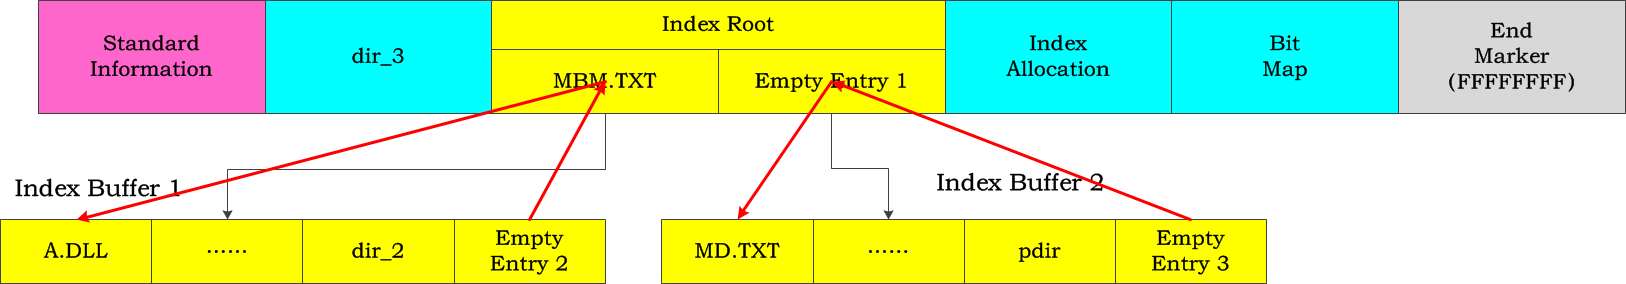 Standard
Information
dir_3
Index Root
MBM.TXT
Empty Entry 1
Index
Allocation
Bit
Map
End
Marker
(FFFFFFFF)
Index Buffer 1
Index Buffer 2
A.DLL
······
dir_2
Empty
Entry 2
MD.TXT
······
pdir
Empty
Entry 3